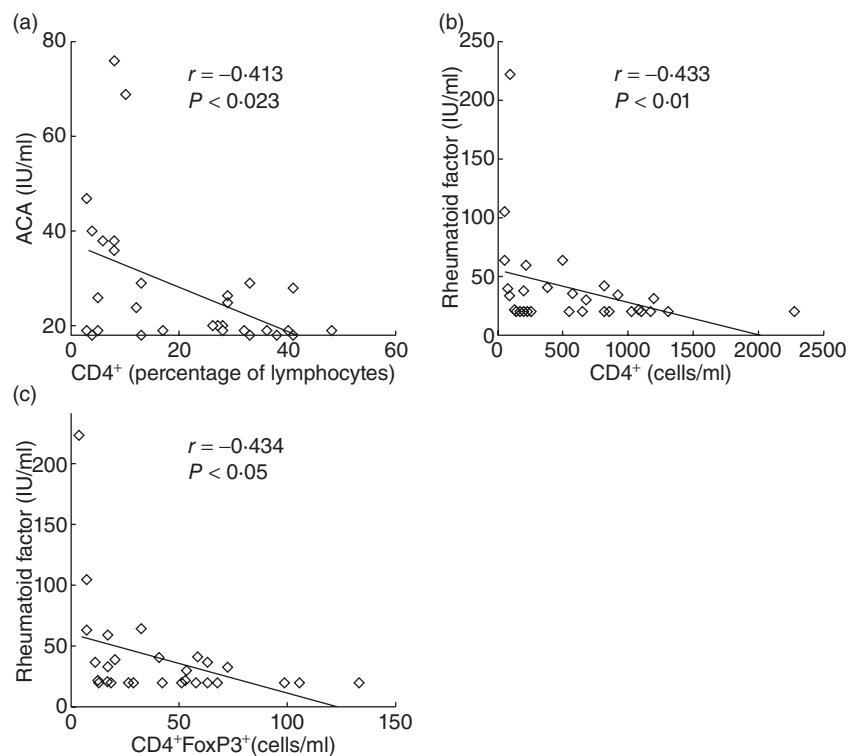 (a)
80
60
40
20
0
20
40
60
ACA (IU/ml)
CD4⁺ (percentage of lymphocytes)
r = −0·413
P < 0·023
(b)
250
200
150
100
50
0
0
500
1000
1500
2000
2500
Rheumatoid factor (IU/ml)
CD4⁺ (cells/ml)
r = −0·433
P < 0·01
(c)
200
150
100
50
0
0
50
100
150
Rheumatoid factor (IU/ml)
CD4⁺FoxP3⁺(cells/ml)
r = −0·434
P < 0·05